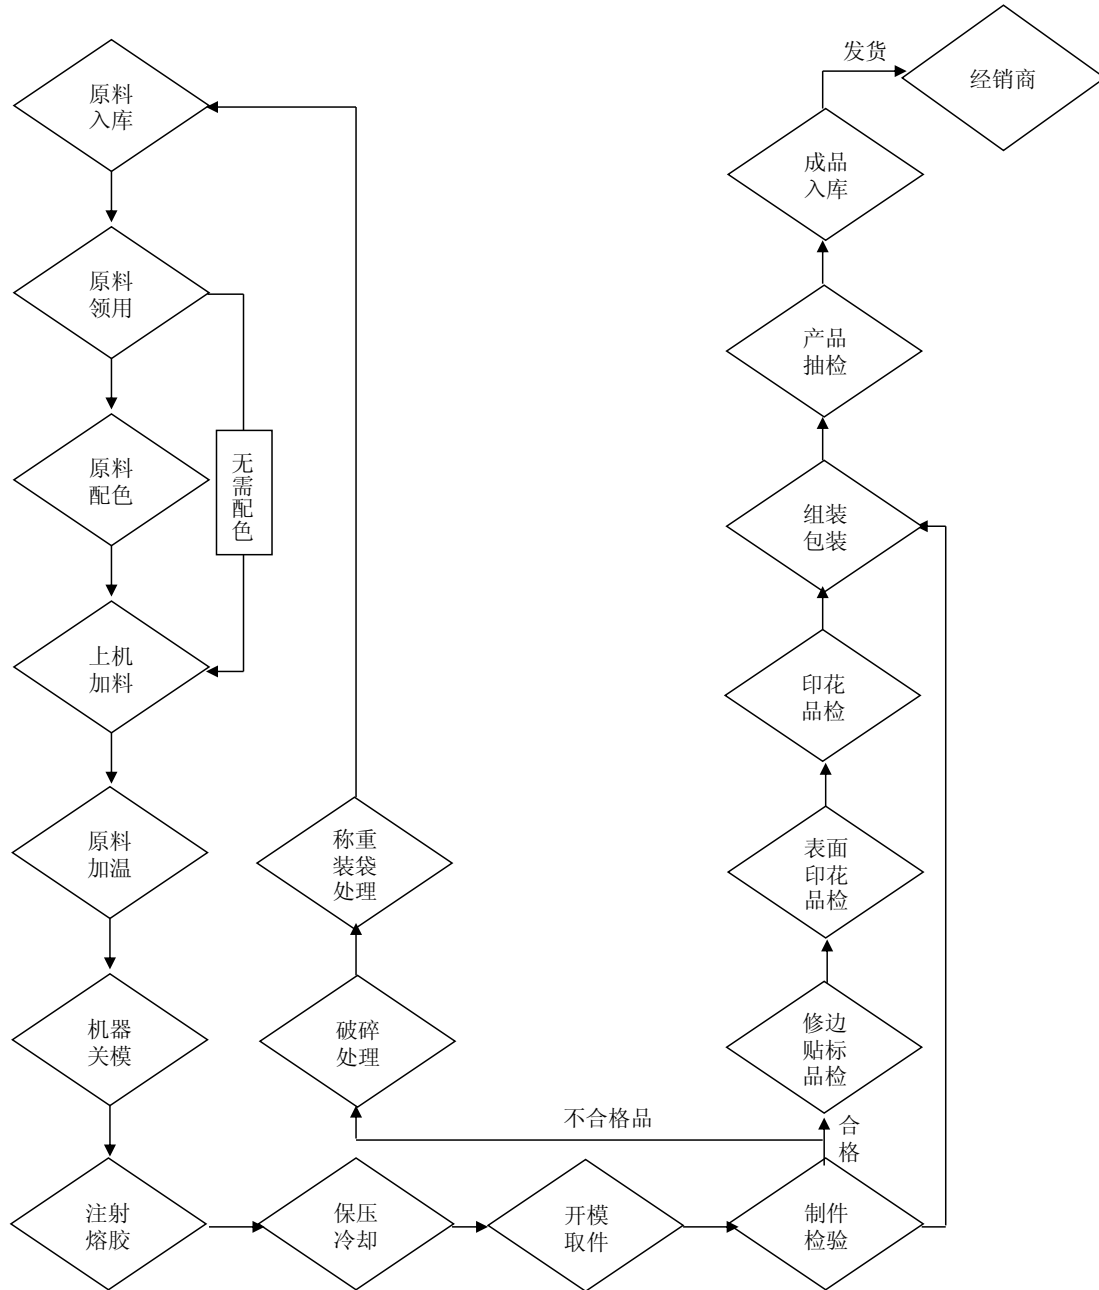 发货
经销商
原料
入库
成品
入库
原料
领用
产品
抽检
原料
配色
无
需
配
色
组装
包装
上机
加料
印花
品检
原料
加温
称重
装袋
处理
表面
印花
品检
机器
关模
破碎
处理
修边
贴标
品检
不合格品
合
格
注射
熔胶
保压
冷却
开模
取件
制件
检验